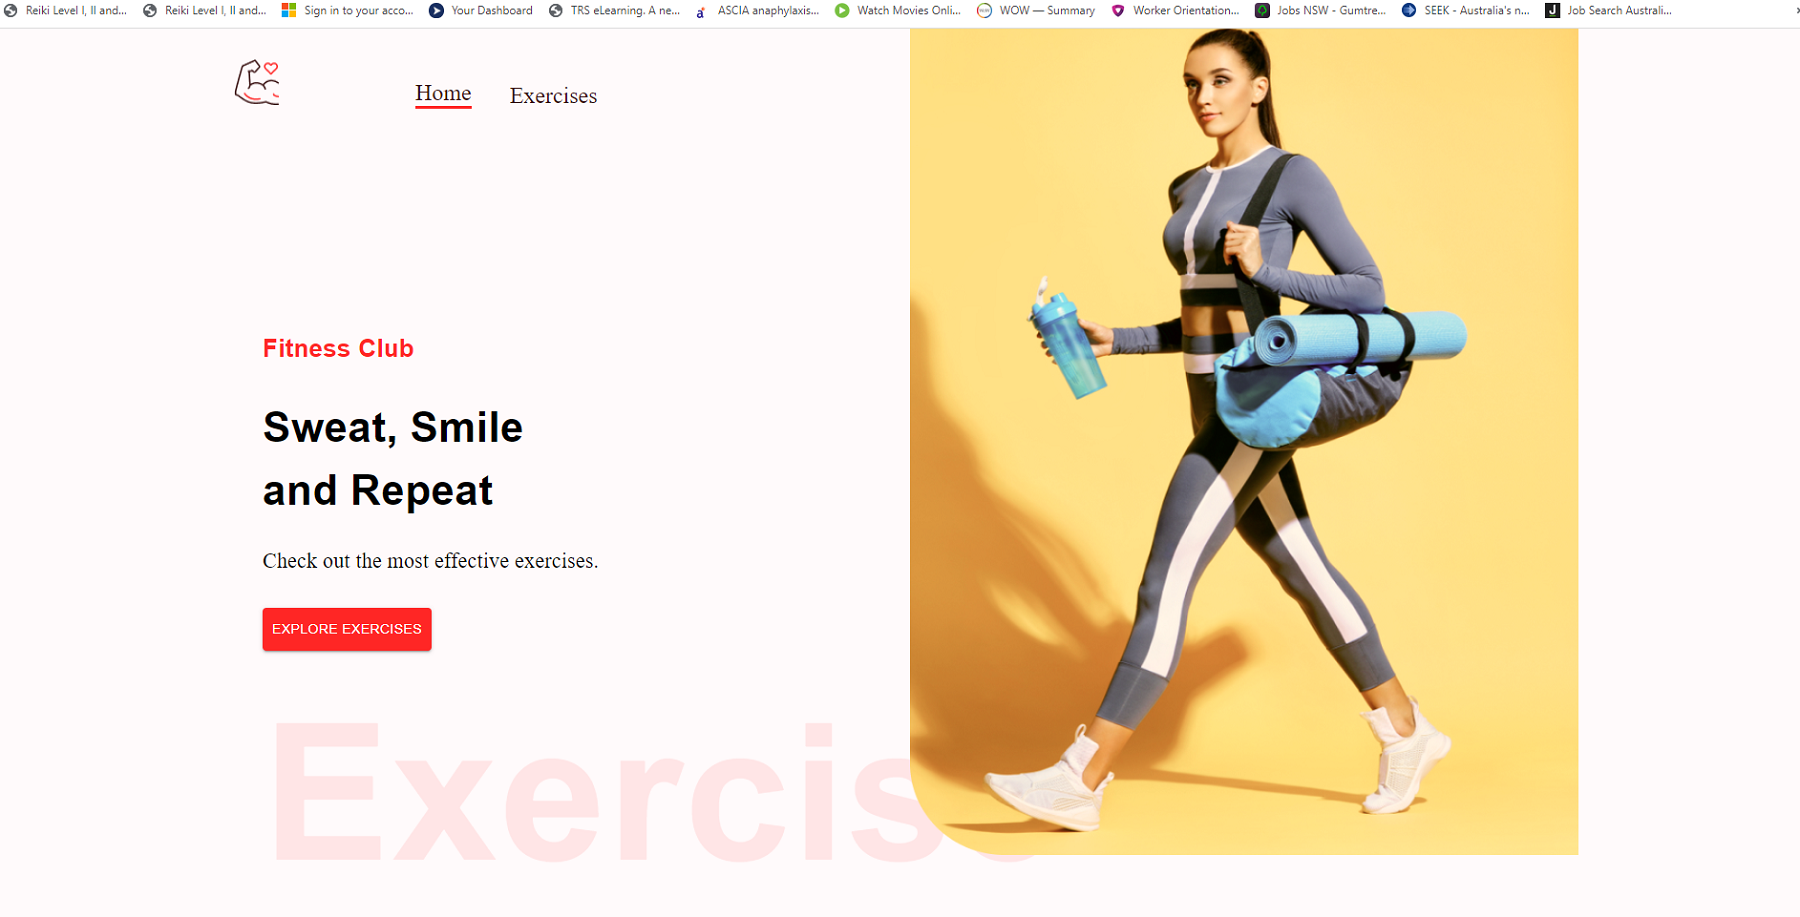 Reiki Level I, II and...
Reiki Level I, II and...
Sign in to your acco...
Your Dashboard
TRS eLearning. A ne...
ASCIA anaphylaxis...
Watch Movies Onli...
WOW — Summary
Worker Orientation...
Jobs NSW - Gumtre...
SEEK - Australia's n...
Job Search Australi...
Home
Exercises
Fitness Club
Sweat, Smile
and Repeat
Check out the most effective exercises.
EXPLORE EXERCISES
Exercis